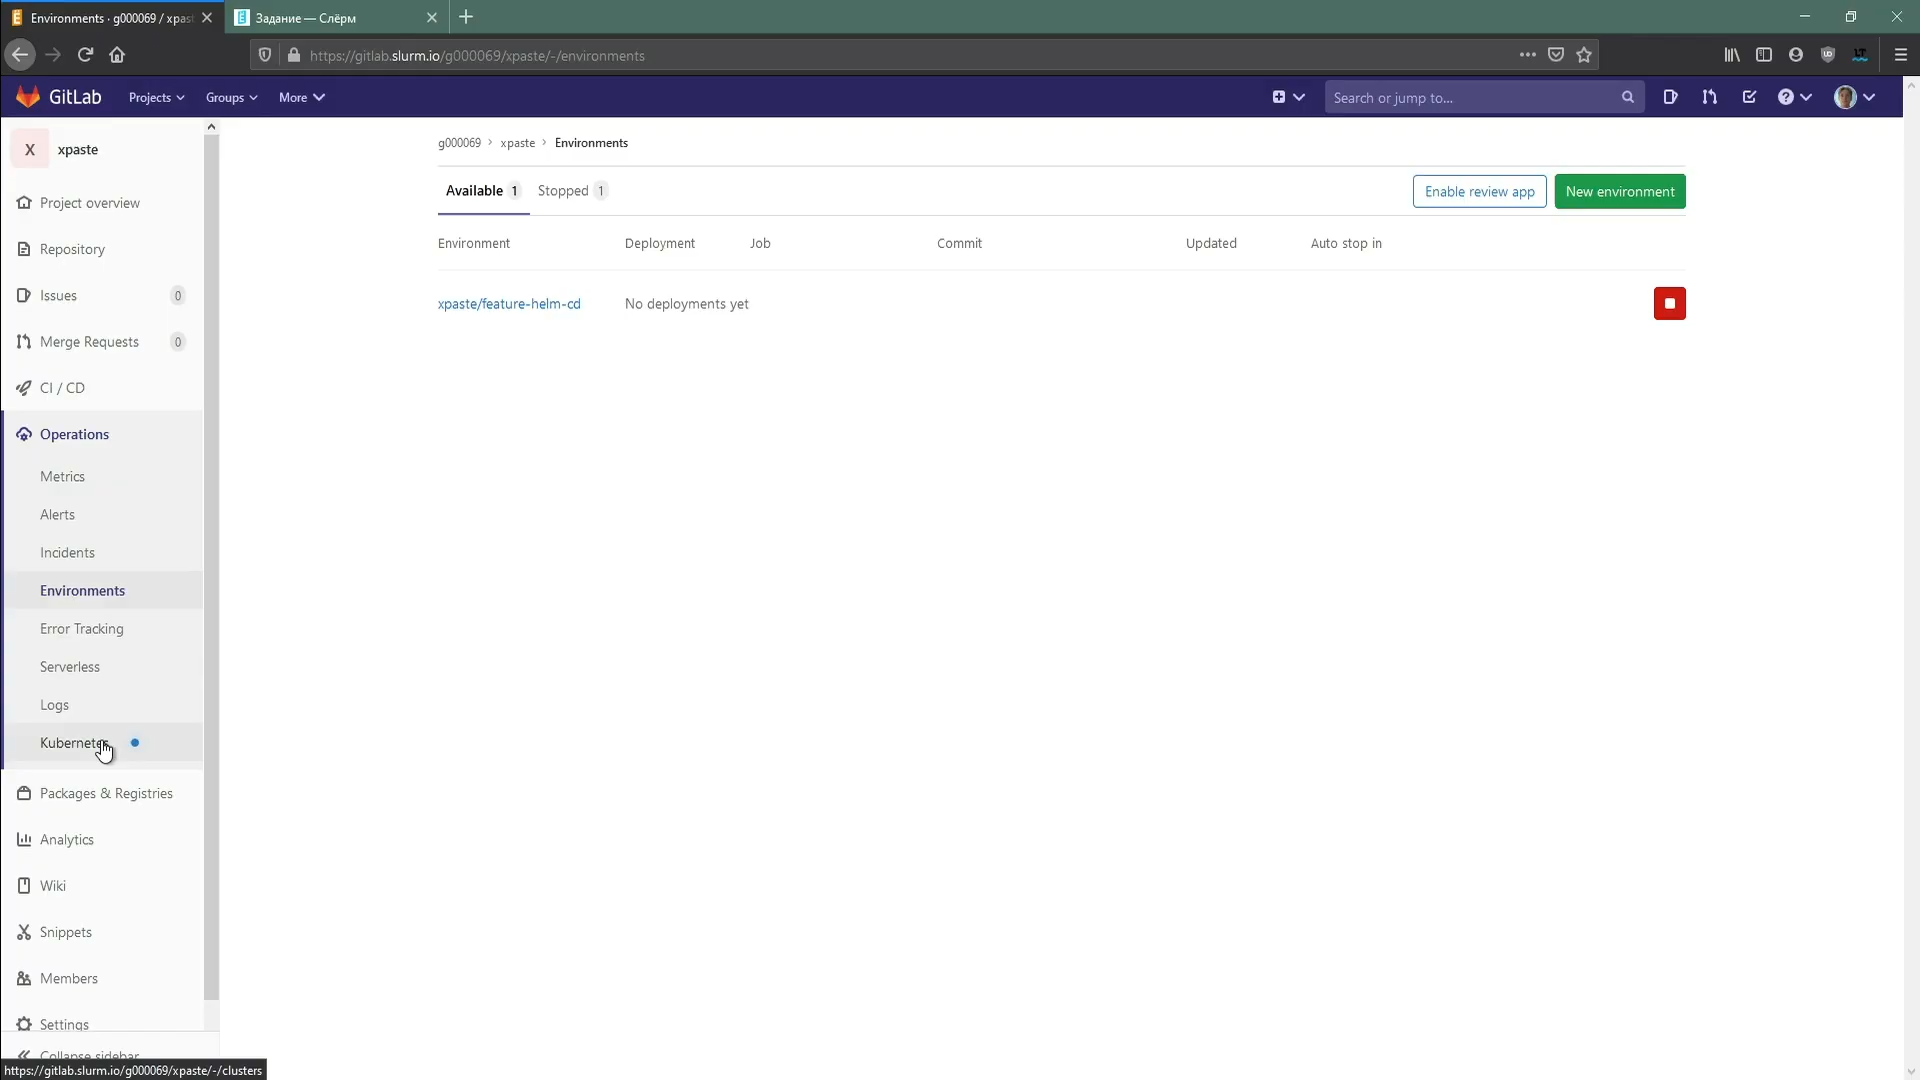 Environments · g000069 / xpas
Задание — Слёрм
https://gitlab.slurm.io/g000069/xpaste/-/environments
GitLab
Projects
Groups
More
Search or jump to...
X
xpaste
Project overview
Repository
Issues 0
Merge Requests 0
CI / CD
Operations
Metrics
Alerts
Incidents
Environments
Error Tracking
Serverless
Logs
Kubernetes
Packages & Registries
Analytics
Wiki
Snippets
Members
Settings
Collapse sidebar
g000069 > xpaste > Environments
Available 1 Stopped 1
Enable review app
New environment
Environment Deployment Job Commit Updated Auto stop in
xpaste/feature-helm-cd No deployments yet
https://gitlab.slurm.io/g000069/xpaste/-/clusters